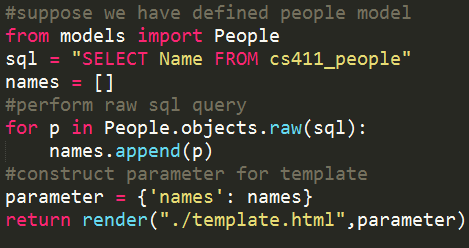 #suppose we have defined people model
from models import People
sql = "SELECT Name FROM cs411_people"
names = []
#perform raw sql query
for p in People.objects.raw(sql):
    names.append(p)
#construct parameter for template
parameter = {'names': names}
return render("./template.html",parameter)